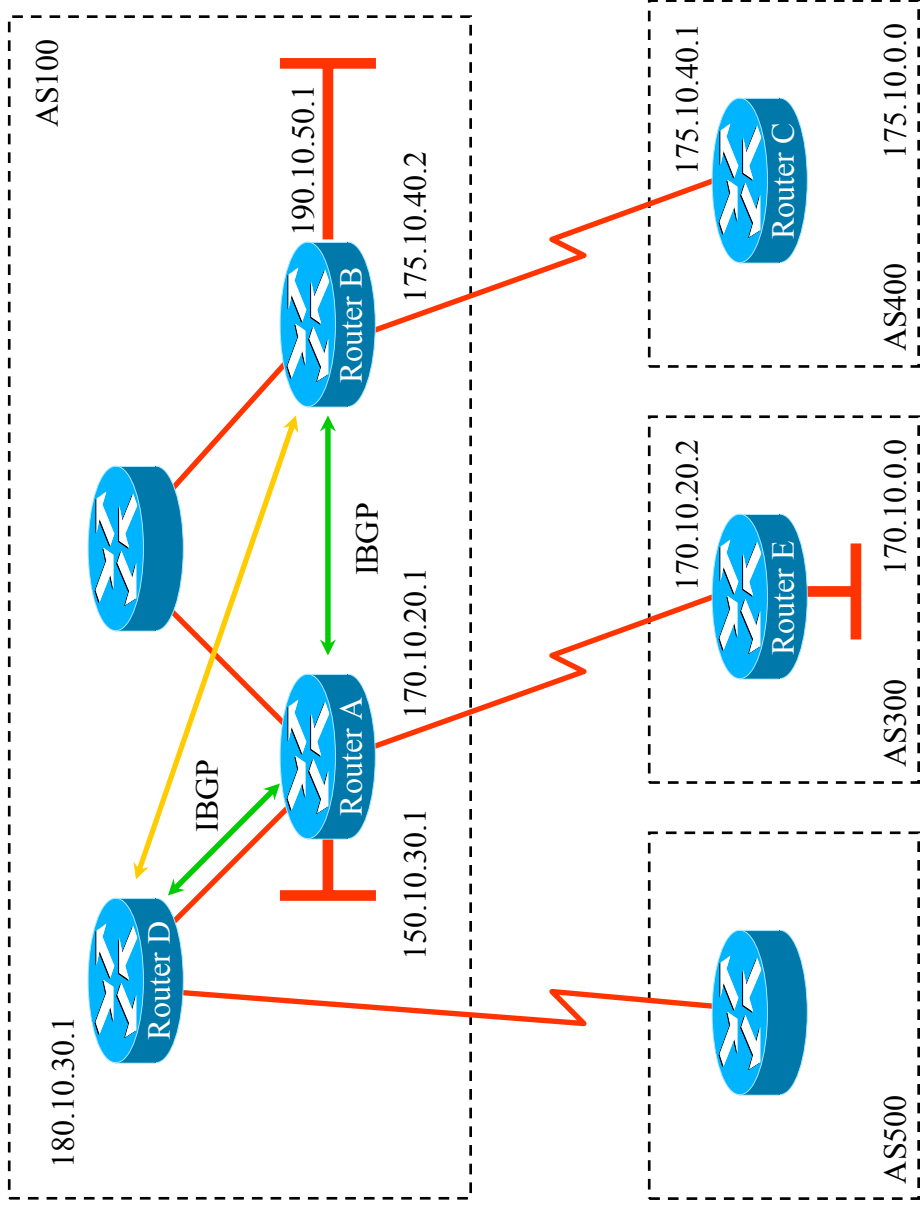 AS100
180.10.30.1
Router D
IBGP
190.10.50.1
Router A
IBGP
Router B
150.10.30.1
170.10.20.1
175.10.40.2
170.10.20.2
175.10.40.1
Router E
Router C
AS500
AS300
170.10.0.0
AS400
175.10.0.0